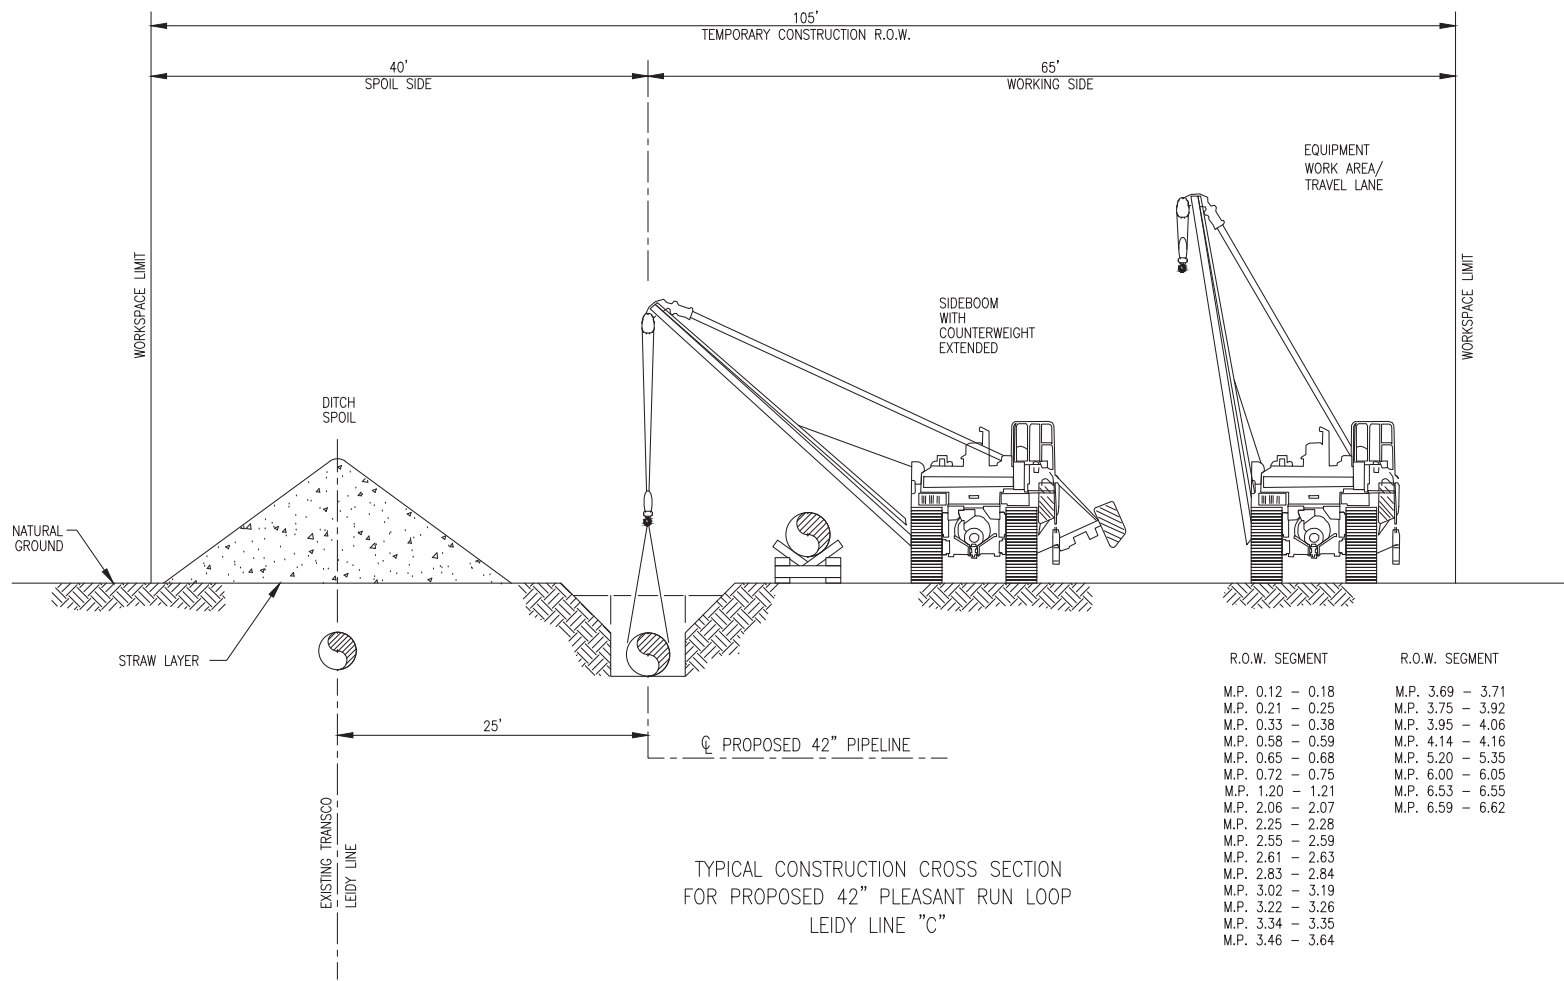 105'
TEMPORARY CONSTRUCTION R.O.W.
40'
SPOIL SIDE
65'
WORKING SIDE
EQUIPMENT
WORK AREA/
TRAVEL LANE
WORKSPACE LIMIT
WORKSPACE LIMIT
SIDEBOOM
WITH
COUNTERWEIGHT
EXTENDED
DITCH
SPOIL
NATURAL
GROUND
STRAW LAYER
25'
℄ PROPOSED 42" PIPELINE
EXISTING TRANSCO
LEIDY LINE
TYPICAL CONSTRUCTION CROSS SECTION
FOR PROPOSED 42" PLEASANT RUN LOOP
LEIDY LINE "C"
R.O.W. SEGMENT
M.P. 0.12 – 0.18
M.P. 0.21 – 0.25
M.P. 0.33 – 0.38
M.P. 0.58 – 0.59
M.P. 0.65 – 0.68
M.P. 0.72 – 0.75
M.P. 1.20 – 1.21
M.P. 2.06 – 2.07
M.P. 2.25 – 2.28
M.P. 2.55 – 2.59
M.P. 2.61 – 2.63
M.P. 2.83 – 2.84
M.P. 3.02 – 3.19
M.P. 3.22 – 3.26
M.P. 3.34 – 3.35
M.P. 3.46 – 3.64
R.O.W. SEGMENT
M.P. 3.69 – 3.71
M.P. 3.75 – 3.92
M.P. 3.95 – 4.06
M.P. 4.14 – 4.16
M.P. 5.20 – 5.35
M.P. 6.00 – 6.05
M.P. 6.53 – 6.55
M.P. 6.59 – 6.62